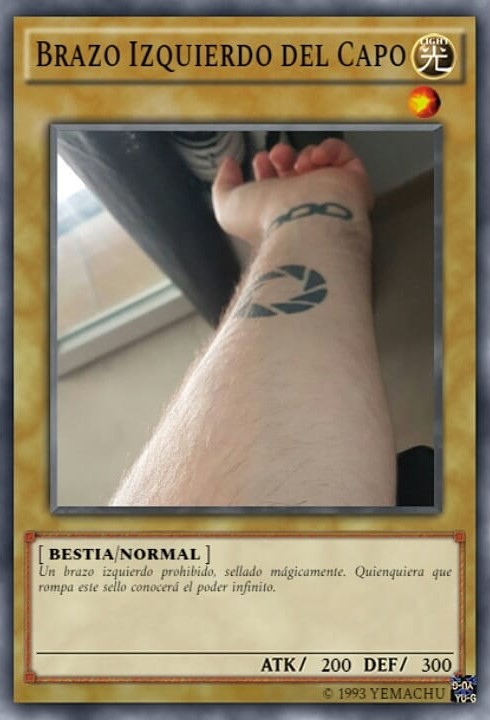 BRAZO IZQUIERDO DEL CAPO
LIGHT
光
[ BESTIA/NORMAL ]
Un brazo izquierdo prohibido, sellado mágicamente. Quienquiera que
rompa este sello conocerá el poder infinito.
ATK/ 200 DEF/ 300
© 1993 YEMACHU